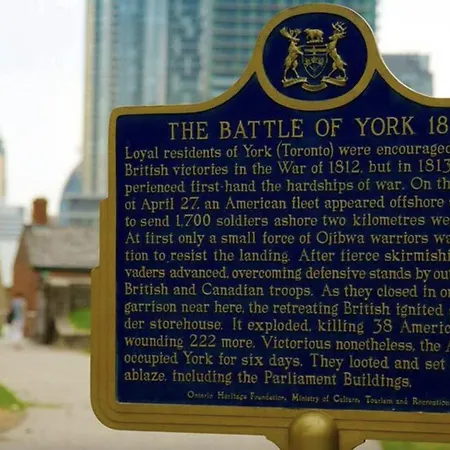 THE BATTLE OF YORK 18
Loyal residents of York (Toronto) were encouraged
British victories in the War of 1812, but in 1813
perienced first-hand the hardships of war. On th
of April 27, an American fleet appeared offshore
to send 1,700 soldiers ashore two kilometres we
At first only a small force of Ojibwa warriors wa
tion to resist the landing. After fierce skirmishi
vaders advanced, overcoming defensive stands by out
British and Canadian troops. As they closed in on
garrison near here, the retreating British ignited
der storehouse. It exploded, killing 38 Americ
wounding 222 more. Victorious nonetheless, the A
occupied York for six days. They looted and set
ablaze, including the Parliament Buildings.
Ontario Heritage Foundation, Ministry of Culture, Tourism and Recreation